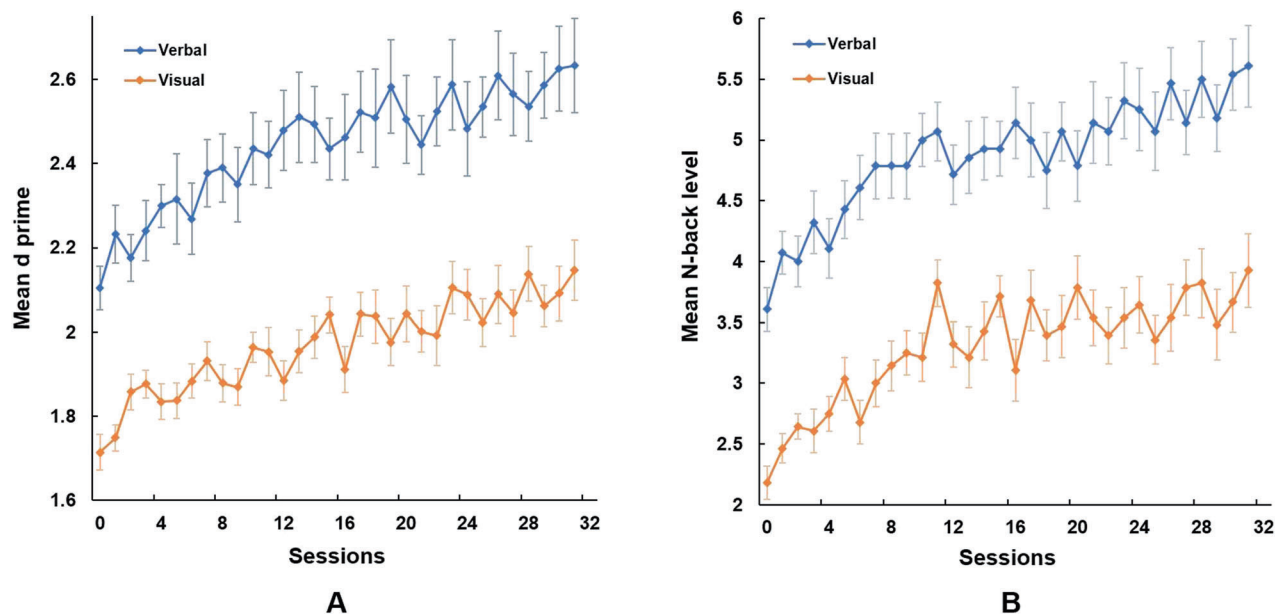 Verbal
Visual
Mean d prime
2.6
2.4
2.2
2
1.8
1.6
0 4 8 12 16 20 24 28 32
Sessions
A
Verbal
Visual
Mean N-back level
6
5.5
5
4.5
4
3.5
3
2.5
2
0 4 8 12 16 20 24 28 32
Sessions
B